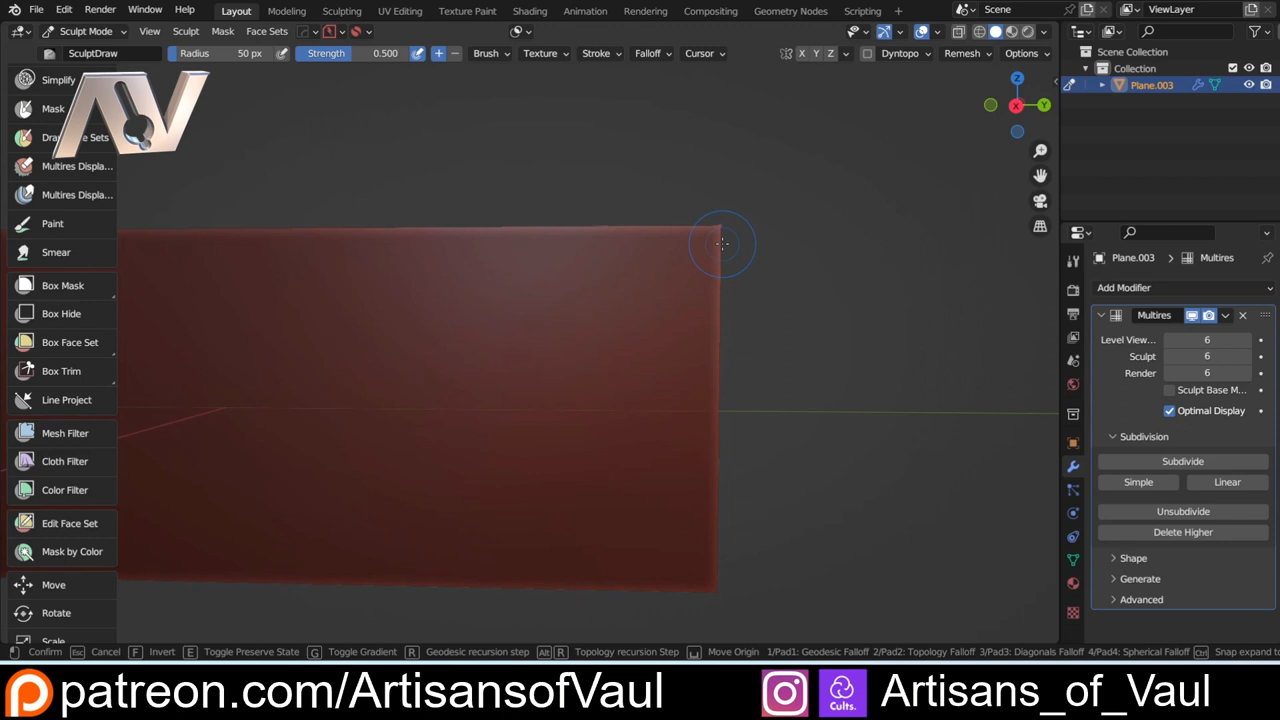 File Edit Render Window Help Layout Modeling Sculpting UV Editing Texture Paint Shading Animation Rendering Compositing Geometry Nodes Scripting Scene ViewLayer
Sculpt Mode View Sculpt Mask Face Sets Options
SculptDraw Radius 50 px Strength 0.500 Brush Texture Stroke Falloff Cursor X Y Z Dyntopo Remesh Options
Scene Collection
Collection
Plane.003
Simplify
Mask
AV
Multires Displa...
Multires Displa...
Paint
Smear
Box Mask
Box Hide
Box Face Set
Box Trim
Line Project
Mesh Filter
Cloth Filter
Color Filter
Edit Face Set
Mask by Color
Move
Rotate
Scale
Z
X
Y
Plane.003 Multires
Add Modifier
Multires
Level View... 6
Sculpt 6
Render 6
Sculpt Base M...
Optimal Display
Subdivision
Subdivide
Simple Linear
Unsubdivide
Delete Higher
Shape
Generate
Advanced
Confirm Esc Cancel F Invert E Toggle Preserve State G Toggle Gradient R Geodesic recursion step Alt R Topology recursion Step Move Origin 1/Pad1: Geodesic Falloff 2/Pad2: Topology Falloff 3/Pad3: Diagonals Falloff 4/Pad4: Spherical Falloff Ctrl Snap expand to
patreon.com/ArtisansofVaul Cults. Artisans_of_Vaul